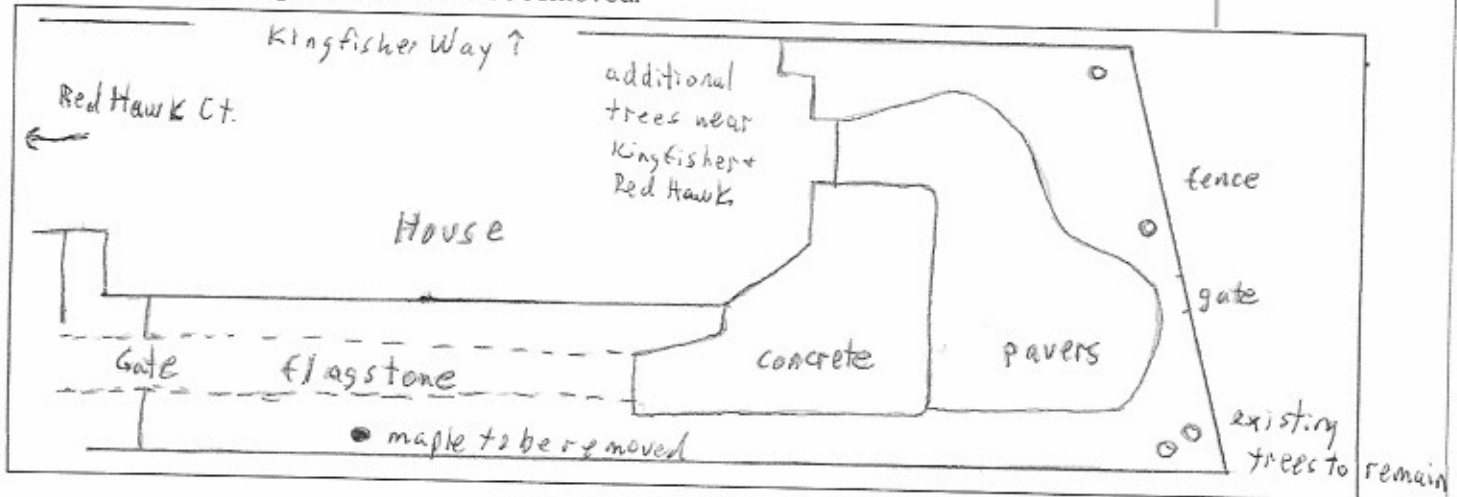 Kingfisher Way ↑
Red Hawk Ct.
←
additional
trees near
Kingfisher +
Red Hawk
House
fence
gate
Gate
flagstone
concrete
pavers
maple to be removed
existing
trees to remain